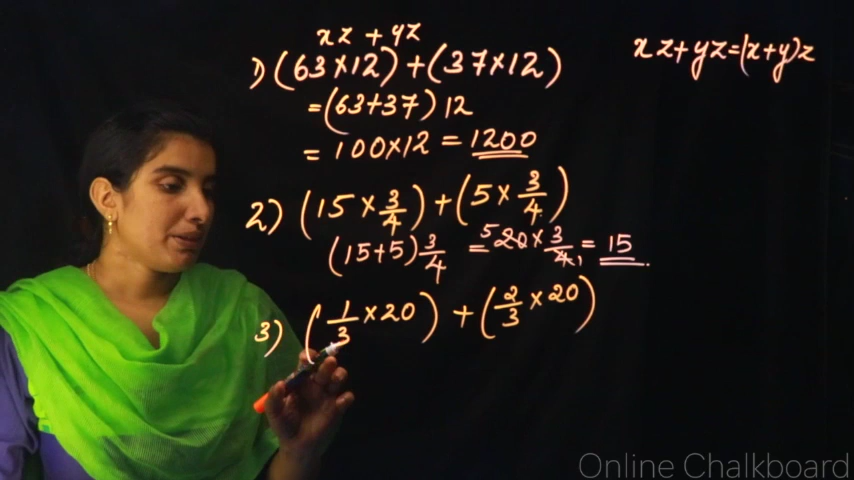 xz + yz
xz+yz=(x+y)z
1) (63×12)+(37×12)
=(63+37) 12
= 100×12 = 1200
2) (15 × 3/4)+(5 × 3/4)
(15+5) 3/4 = 5 20 × 3/4 1 = 15
3) (1/3 × 20) + (2/3 × 20)
Online Chalkboard